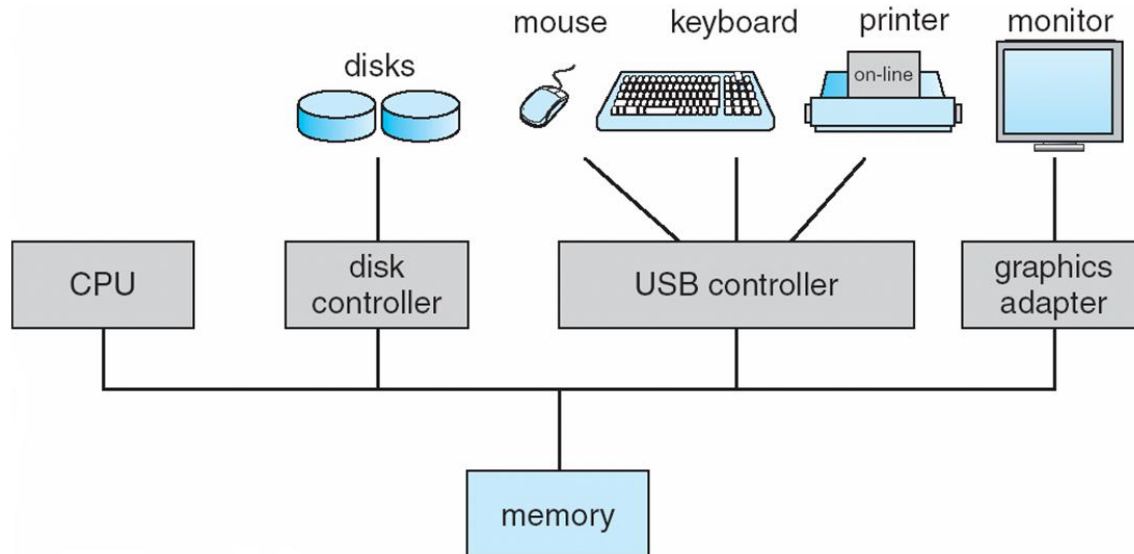 mouse
keyboard
printer
monitor
disks
on-line
CPU
disk
controller
USB controller
graphics
adapter
memory